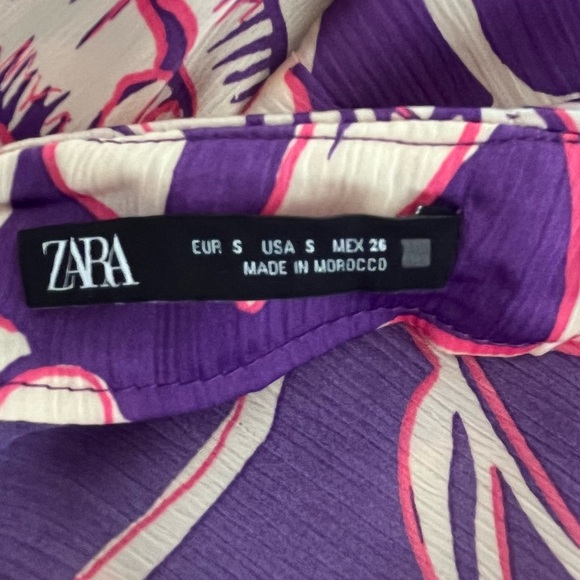 ZARA
EUR S USA S MEX 26
MADE IN MOROCCO